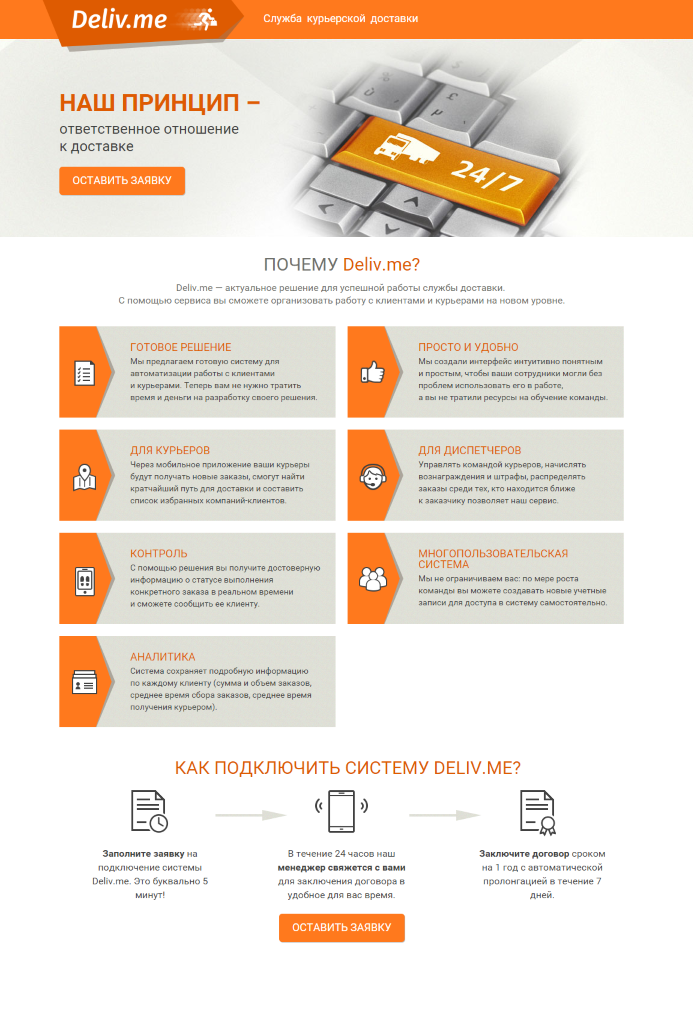 Deliv.me
Служба курьерской доставки
НАШ ПРИНЦИП –
ответственное отношение
к доставке
ОСТАВИТЬ ЗАЯВКУ
24/7
£
ПОЧЕМУ Deliv.me?
Deliv.me — актуальное решение для успешной работы службы доставки.
С помощью сервиса вы сможете организовать работу с клиентами и курьерами на новом уровне.
ГОТОВОЕ РЕШЕНИЕ
Мы предлагаем готовую систему для
автоматизации работы с клиентами
и курьерами. Теперь вам не нужно тратить
время и деньги на разработку своего решения.
ПРОСТО И УДОБНО
Мы создали интерфейс интуитивно понятным
и простым, чтобы ваши сотрудники могли без
проблем использовать его в работе,
а вы не тратили ресурсы на обучение команды.
ДЛЯ КУРЬЕРОВ
Через мобильное приложение ваши курьеры
будут получать новые заказы, смогут найти
кратчайший путь для доставки и составить
список избранных компаний-клиентов.
ДЛЯ ДИСПЕТЧЕРОВ
Управлять командой курьеров, начислять
вознаграждения и штрафы, распределять
заказы среди тех, кто находится ближе
к заказчику позволяет наш сервис.
КОНТРОЛЬ
С помощью решения вы получите достоверную
информацию о статусе выполнения
конкретного заказа в реальном времени
и сможете сообщить ее клиенту.
МНОГОПОЛЬЗОВАТЕЛЬСКАЯ
СИСТЕМА
Мы не ограничиваем вас: по мере роста
команды вы можете создавать новые учетные
записи для доступа в систему самостоятельно.
АНАЛИТИКА
Система сохраняет подробную информацию
по каждому клиенту (сумма и объем заказов,
среднее время сбора заказов, среднее время
получения курьером).
КАК ПОДКЛЮЧИТЬ СИСТЕМУ DELIV.ME?
Заполните заявку на
подключение системы
Deliv.me. Это буквально 5
минут!
В течение 24 часов наш
менеджер свяжется с вами
для заключения договора в
удобное для вас время.
Заключите договор сроком
на 1 год с автоматической
пролонгацией в течение 7
дней.
ОСТАВИТЬ ЗАЯВКУ